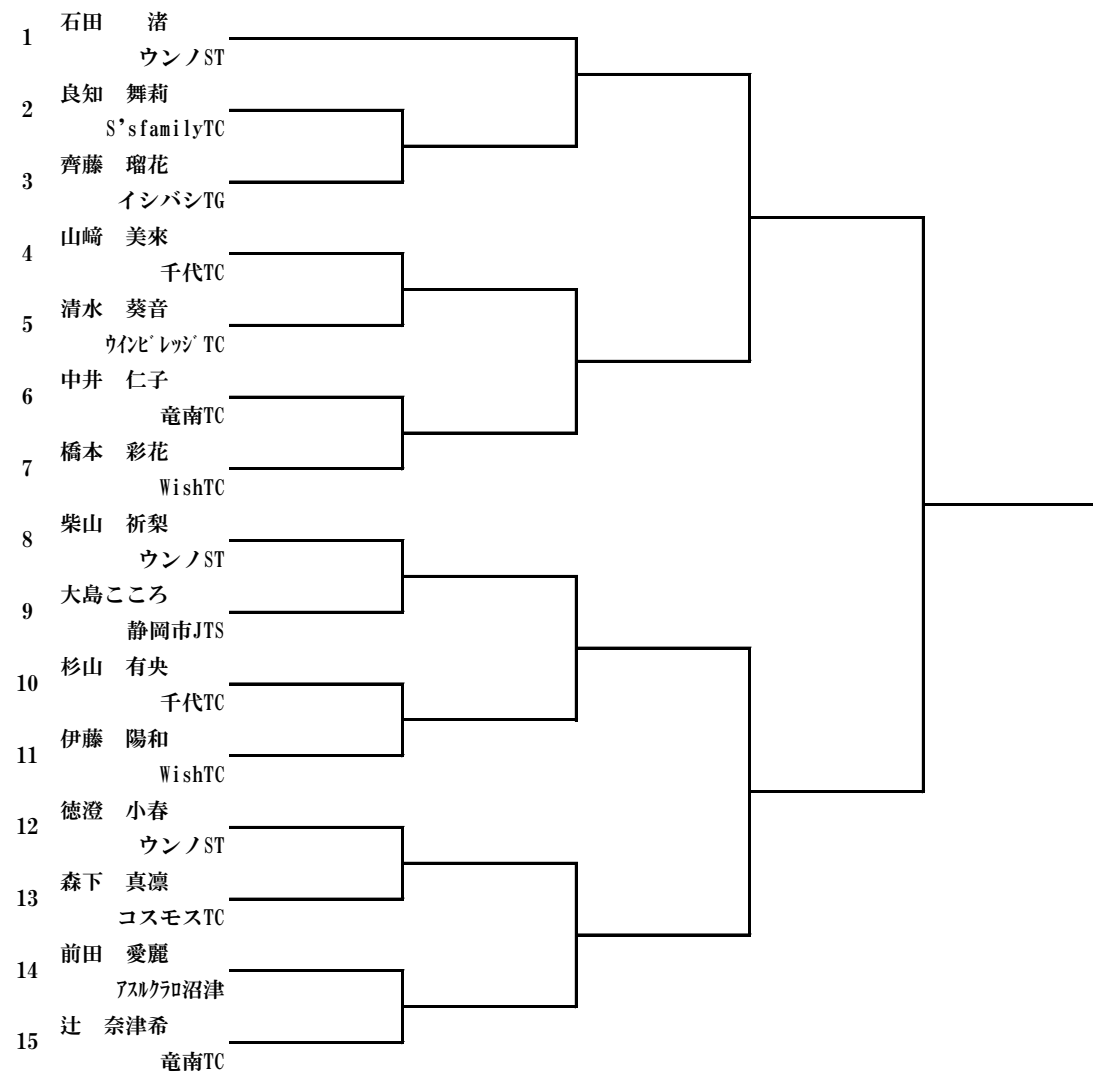 石田　　渚
1
ウンノST
良知　舞莉
2
S’sfamilyTC
齊藤　瑠花
3
イシバシTG
山﨑　美來
4
千代TC
清水　葵音
5
ｳｲﾝﾋﾞﾚｯｼﾞTC
中井　仁子
6
竜南TC
橋本　彩花
7
WishTC
柴山　祈梨
8
ウンノST
大島こころ
9
静岡市JTS
杉山　有央
10
千代TC
伊藤　陽和
11
WishTC
徳澄　小春
12
ウンノST
森下　真凛
13
コスモスTC
前田　愛麗
14
ｱｽﾙｸﾗﾛ沼津
辻　奈津希
15
竜南TC